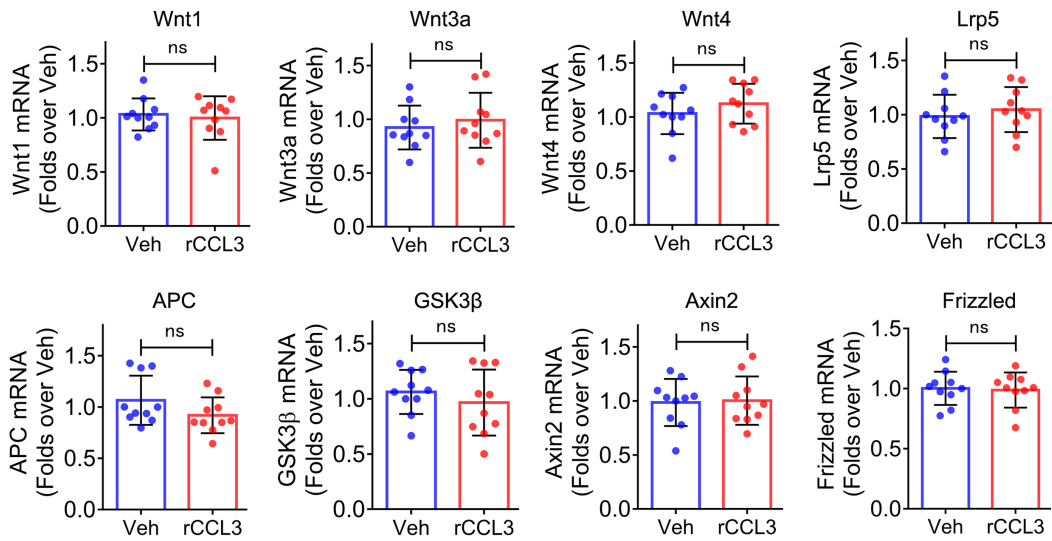 Wnt1
Wnt1 mRNA
(Folds over Veh)
1.5
1.0
0.5
0.0
ns
Veh
rCCL3
Wnt3a
Wnt3a mRNA
(Folds over Veh)
1.5
1.0
0.5
0.0
ns
Veh
rCCL3
Wnt4
Wnt4 mRNA
(Folds over Veh)
1.5
1.0
0.5
0.0
ns
Veh
rCCL3
Lrp5
Lrp5 mRNA
(Folds over Veh)
1.5
1.0
0.5
0.0
ns
Veh
rCCL3
APC
APC mRNA
(Folds over Veh)
1.5
1.0
0.5
0.0
ns
Veh
rCCL3
GSK3β
GSK3β mRNA
(Folds over Veh)
1.5
1.0
0.5
0.0
ns
Veh
rCCL3
Axin2
Axin2 mRNA
(Folds over Veh)
1.5
1.0
0.5
0.0
ns
Veh
rCCL3
Frizzled
Frizzled mRNA
(Folds over Veh)
1.5
1.0
0.5
0.0
ns
Veh
rCCL3